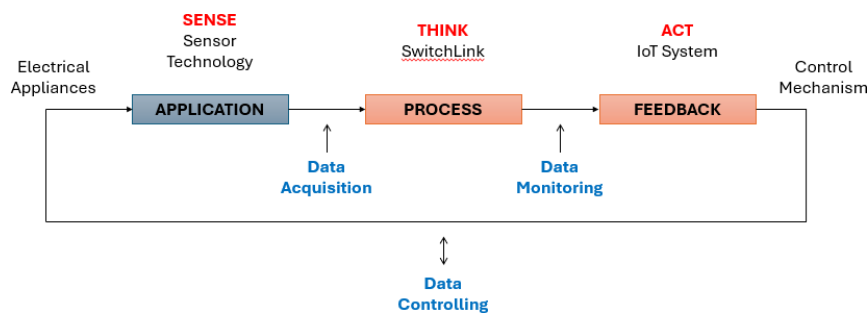 SENSE
Sensor
Technology
THINK
SwitchLink
ACT
IoT System
Electrical
Appliances
Control
Mechanism
APPLICATION
PROCESS
FEEDBACK
Data
Acquisition
Data
Monitoring
Data
Controlling